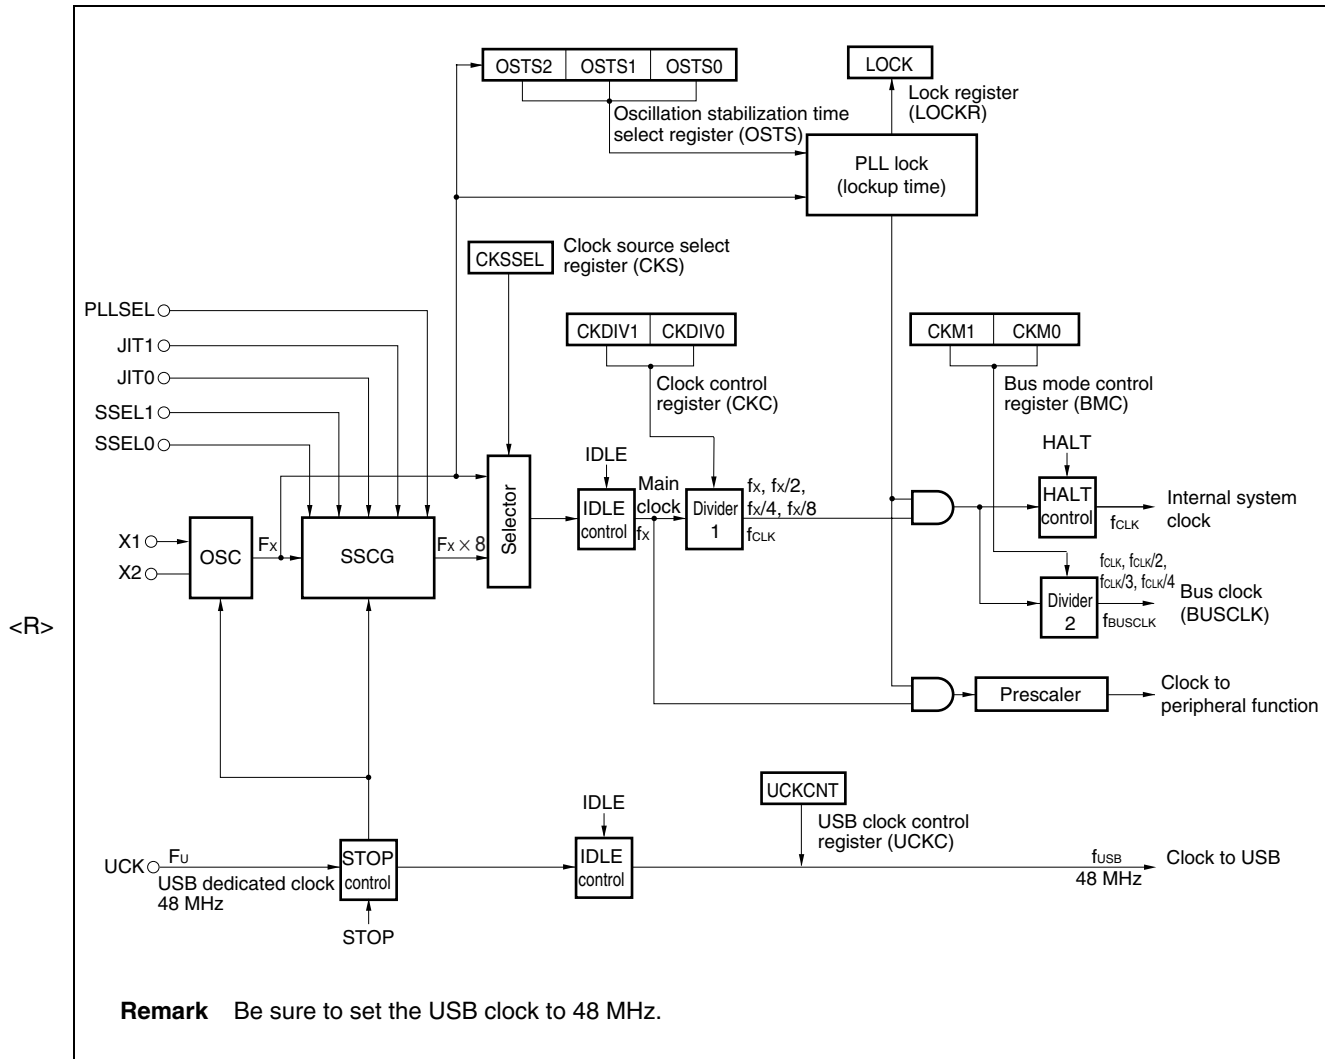 OSTS2 OSTS1 OSTS0
LOCK
Oscillation stabilization time
select register (OSTS)
Lock register
(LOCKR)
PLL lock
(lockup time)
CKSSEL
Clock source select
register (CKS)
PLLSEL
JIT1
JIT0
SSEL1
SSEL0
CKDIV1 CKDIV0
Clock control
register (CKC)
CKM1 CKM0
Bus mode control
register (BMC)
X1
X2
OSC
Fx
SSCG
Fx × 8
Selector
IDLE
IDLE
control
Main
clock
fx
Divider
1
fx, fx/2,
fx/4, fx/8
fCLK
HALT
HALT
control
fCLK
Internal system
clock
Divider
2
fCLK, fCLK/2,
fCLK/3, fCLK/4
fBUSCLK
Bus clock
(BUSCLK)
<R>
Prescaler
Clock to
peripheral function
UCK
FU
USB dedicated clock
48 MHz
STOP
control
STOP
IDLE
IDLE
control
UCKCNT
USB clock control
register (UCKC)
fUSB
48 MHz
Clock to USB
Remark Be sure to set the USB clock to 48 MHz.